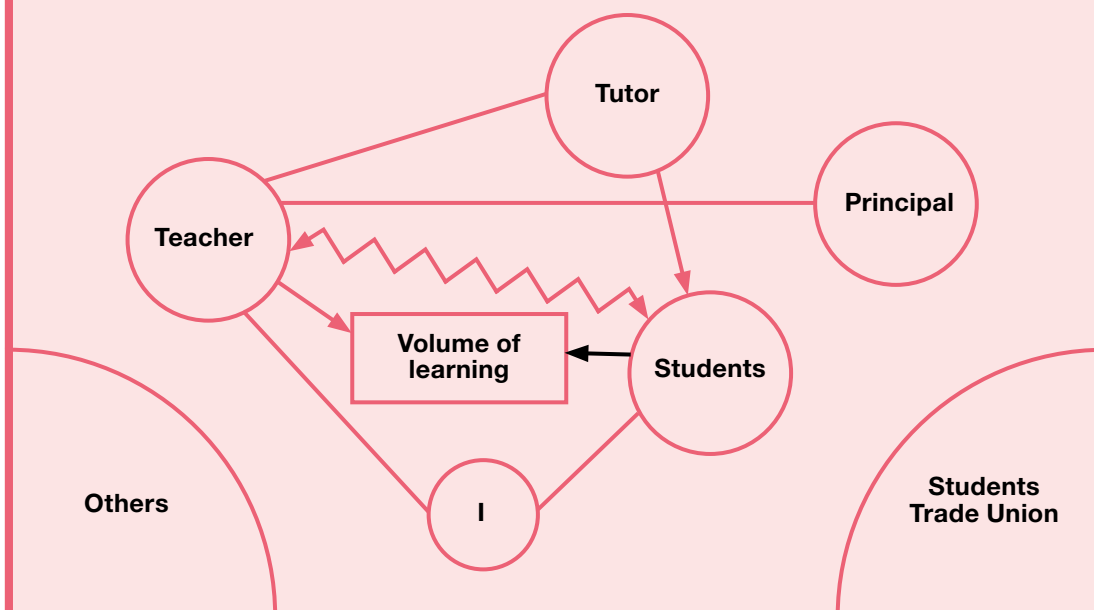 Tutor
Principal
Teacher
Volume of
learning
Students
Others
I
Students
Trade Union